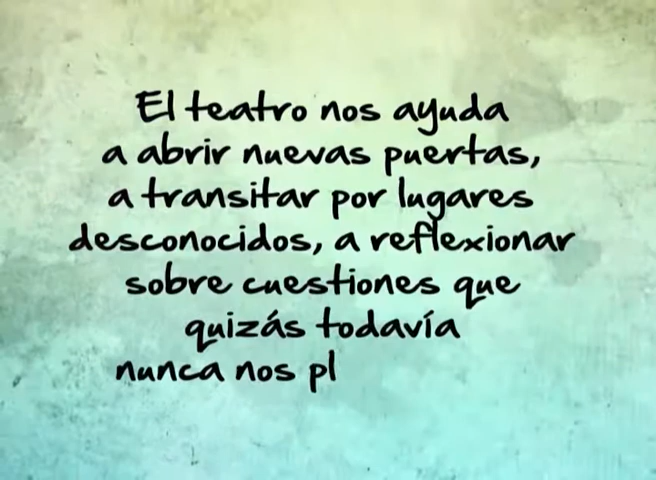 El teatro nos ayuda
a abrir nuevas puertas,
a transitar por lugares
desconocidos, a reflexionar
sobre cuestiones que
quizás todavía
nunca nos pl